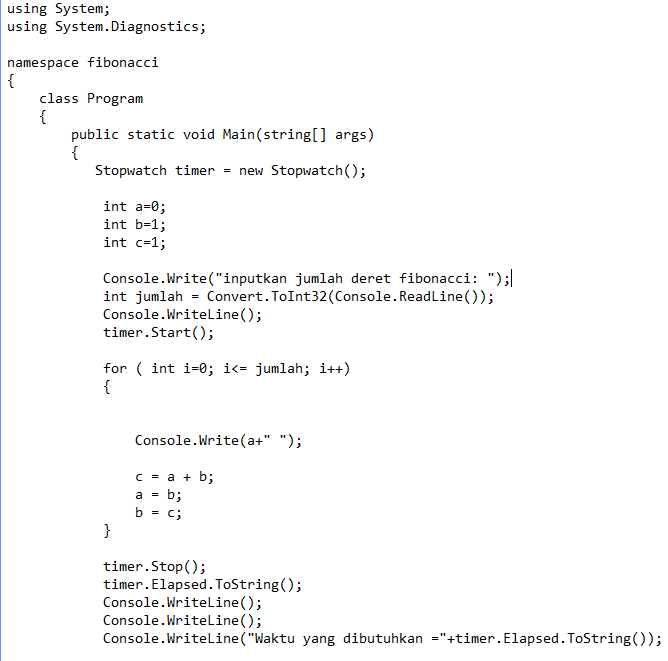 using System;
using System.Diagnostics;

namespace fibonacci
{
    class Program
    {
        public static void Main(string[] args)
        {
           Stopwatch timer = new Stopwatch();

            int a=0;
            int b=1;
            int c=1;

            Console.Write("inputkan jumlah deret fibonacci: ");
            int jumlah = Convert.ToInt32(Console.ReadLine());
            Console.WriteLine();
            timer.Start();

            for ( int i=0; i<= jumlah; i++)
            {


                Console.Write(a+" ");

                c = a + b;
                a = b;
                b = c;
            }

            timer.Stop();
            timer.Elapsed.ToString();
            Console.WriteLine();
            Console.WriteLine();
            Console.WriteLine("Waktu yang dibutuhkan ="+timer.Elapsed.ToString());